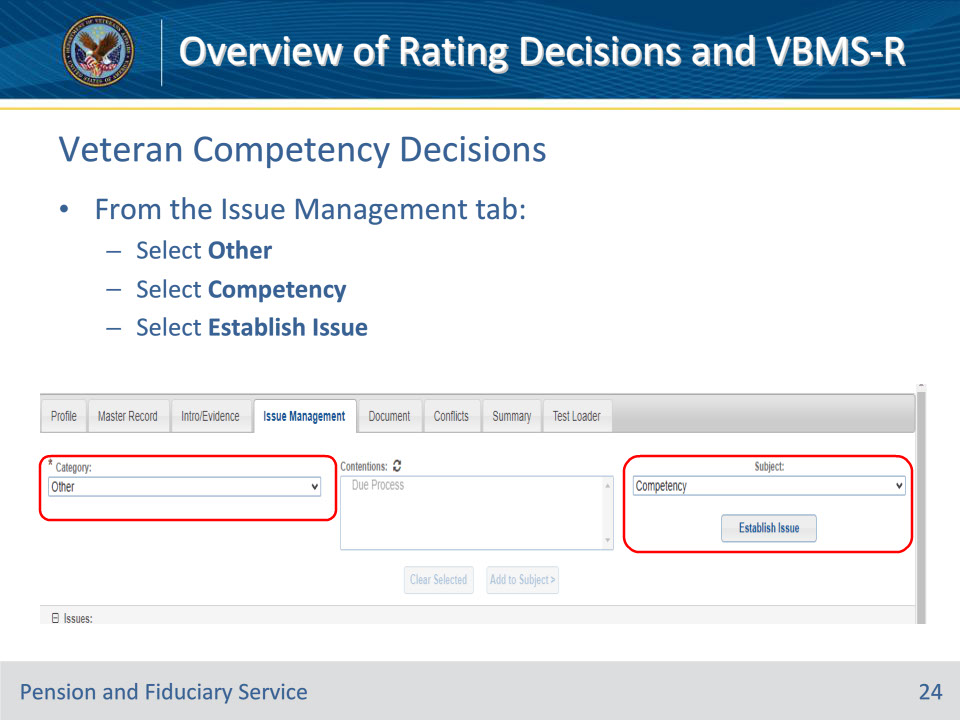 Overview of Rating Decisions and VBMS-R
Veteran Competency Decisions
• From the Issue Management tab:
– Select Other
– Select Competency
– Select Establish Issue
Profile Master Record Intro/Evidence Issue Management Document Conflicts Summary Test Loader
* Category: Contentions: Subject:
Other Due Process Competency
Establish Issue
Clear Selected Add to Subject >
Issues:
Pension and Fiduciary Service 24